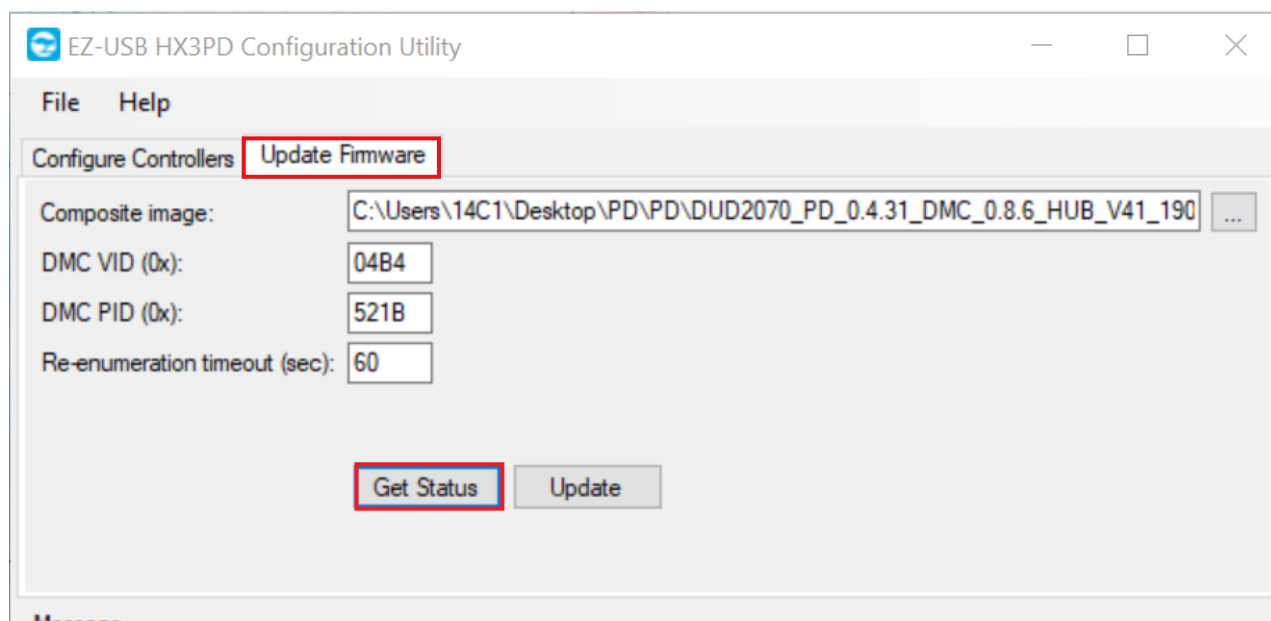 EZ-USB HX3PD Configuration Utility
File Help
Configure Controllers Update Firmware
Composite image: C:\Users\14C1\Desktop\PD\PD\DUD2070_PD_0.4.31_DMC_0.8.6_HUB_V41_190 ...
DMC VID (0x): 04B4
DMC PID (0x): 521B
Re-enumeration timeout (sec): 60
Get Status Update